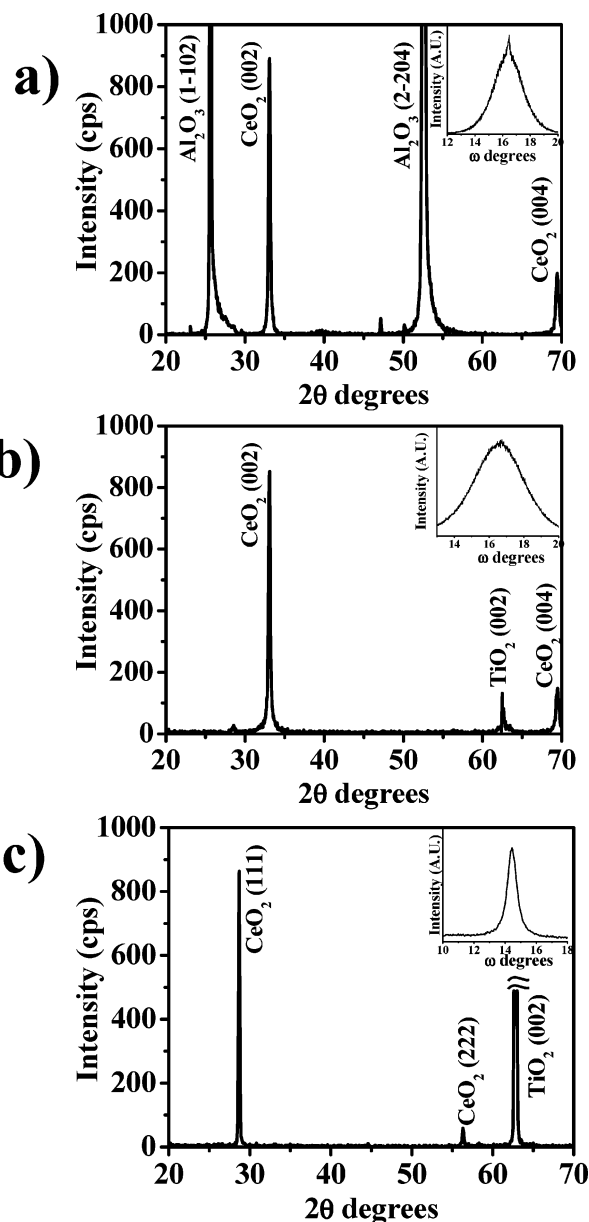 a)
Intensity (cps)
1000
800
600
400
200
0
Al2O3 (1-102)
CeO2 (002)
Al2O3 (2-204)
CeO2 (004)
Intensity (A.U.)
12 14 16 18 20
ω degrees
20 30 40 50 60 70
2θ degrees
b)
Intensity (cps)
1000
800
600
400
200
0
CeO2 (002)
TiO2 (002)
CeO2 (004)
Intensity (A.U.)
14 16 18 20
ω degrees
20 30 40 50 60 70
2θ degrees
c)
Intensity (cps)
1000
800
600
400
200
0
CeO2 (111)
CeO2 (222)
TiO2 (002)
Intensity (A.U.)
10 12 14 16 18
ω degrees
20 30 40 50 60 70
2θ degrees